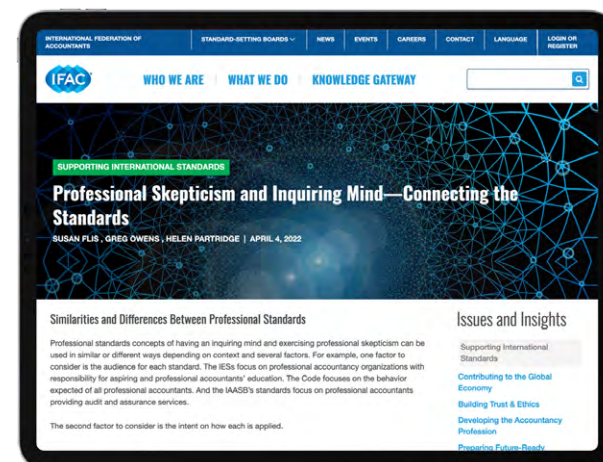 INTERNATIONAL FEDERATION OF
ACCOUNTANTS
STANDARD-SETTING BOARDS
NEWS
EVENTS
CAREERS
CONTACT
LANGUAGE
LOGIN OR
REGISTER
IFAC
WHO WE ARE
WHAT WE DO
KNOWLEDGE GATEWAY
SUPPORTING INTERNATIONAL STANDARDS
Professional Skepticism and Inquiring Mind—Connecting the
Standards
SUSAN FLIS , GREG OWENS , HELEN PARTRIDGE | APRIL 4, 2022
Similarities and Differences Between Professional Standards
Professional standards concepts of having an inquiring mind and exercising professional skepticism can be
used in similar or different ways depending on context and several factors. For example, one factor to
consider is the audience for each standard. The IESs focus on professional accountancy organizations with
responsibility for aspiring and professional accountants' education. The Code focuses on the behavior
expected of all professional accountants. And the IAASB's standards focus on professional accountants
providing audit and assurance services.
The second factor to consider is the intent on how each is applied.
Issues and Insights
Supporting International
Standards
Contributing to the Global
Economy
Building Trust & Ethics
Developing the Accountancy
Profession
Preparing Future-Ready